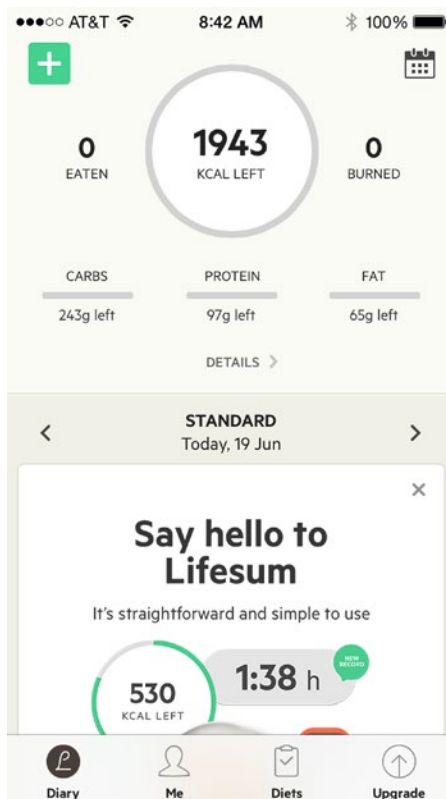 AT&T 8:42 AM 100%
1943
KCAL LEFT
0
EATEN
0
BURNED
CARBS PROTEIN FAT
243g left 97g left 65g left
DETAILS >
< STANDARD >
Today, 19 Jun
×
Say hello to
Lifesum
It's straightforward and simple to use
NEW
RECORD
1:38 h
530
KCAL LEFT
Diary Me Diets Upgrade